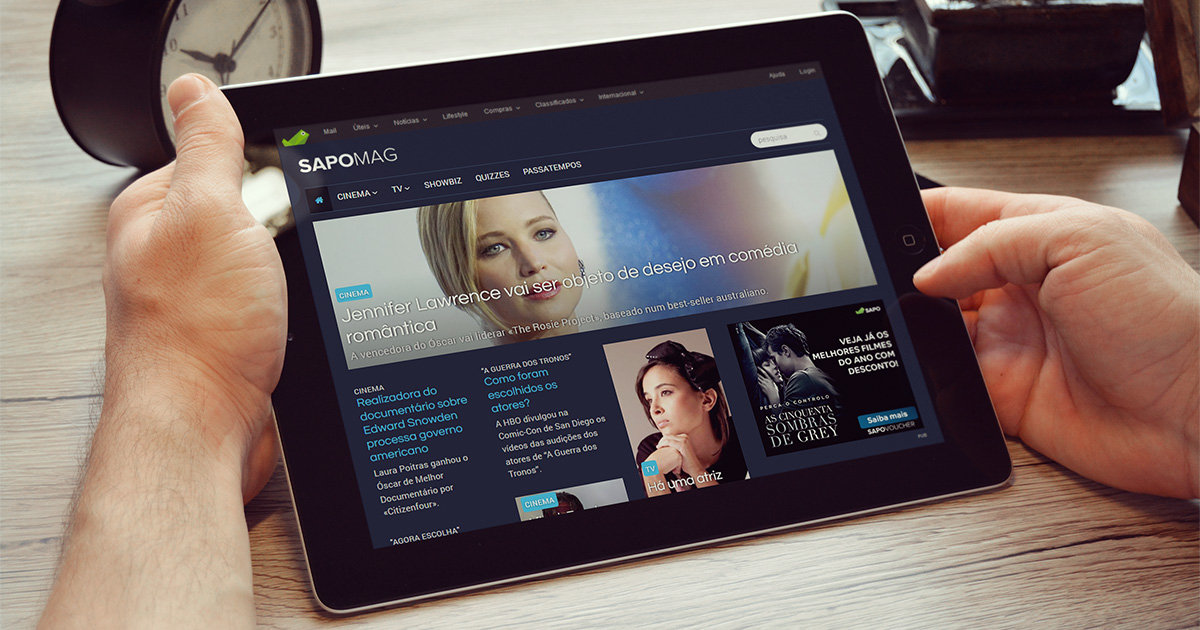 Mail
Úteis
Notícias
Lifestyle
Compras
Classificados
Internacional
Ajuda
Login
SAPOMAG
pesquisa
CINEMA
TV
SHOWBIZ
QUIZZES
PASSATEMPOS
CINEMA
Jennifer Lawrence vai ser objeto de desejo em comédia
romântica
A vencedora do Óscar vai liderar «The Rosie Project», baseado num best-seller australiano.
CINEMA
Realizadora do
documentário sobre
Edward Snowden
processa governo
americano
Laura Poitras ganhou o
Óscar de Melhor
Documentário por
«Citizenfour».
"AGORA ESCOLHA"
"A GUERRA DOS TRONOS"
Como foram
escolhidos os
atores?
A HBO divulgou na
Comic-Con de San Diego os
vídeos das audições dos
atores de "A Guerra dos
Tronos".
CINEMA
TV
Há uma atriz
SAPO
VEJA JÁ OS
MELHORES FILMES
DO ANO COM
DESCONTO!
PERCA O CONTROLO
AS CINQUENTA
SOMBRAS
DE GREY
Saiba mais
SAPOVOUCHER
PUB